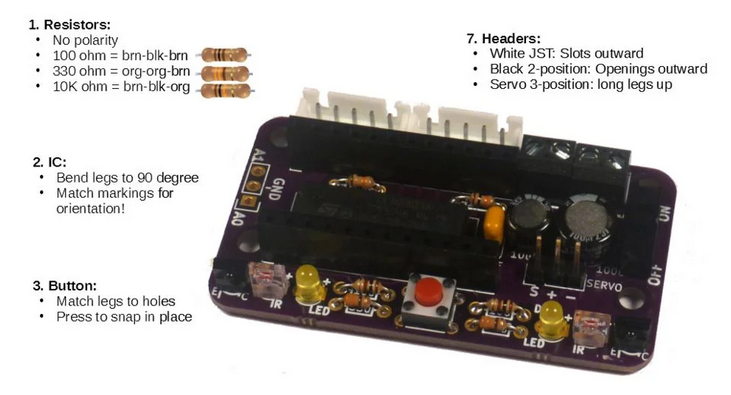 1. Resistors:
• No polarity
• 100 ohm = brn-blk-brn
• 330 ohm = org-org-brn
• 10K ohm = brn-blk-org
7. Headers:
• White JST: Slots outward
• Black 2-position: Openings outward
• Servo 3-position: long legs up
2. IC:
• Bend legs to 90 degree
• Match markings for
orientation!
3. Button:
• Match legs to holes
• Press to snap in place
A1
GND
A0
ON
S + -
SERVO
E
C
IR
+
LED
LED
+
IR
E
C